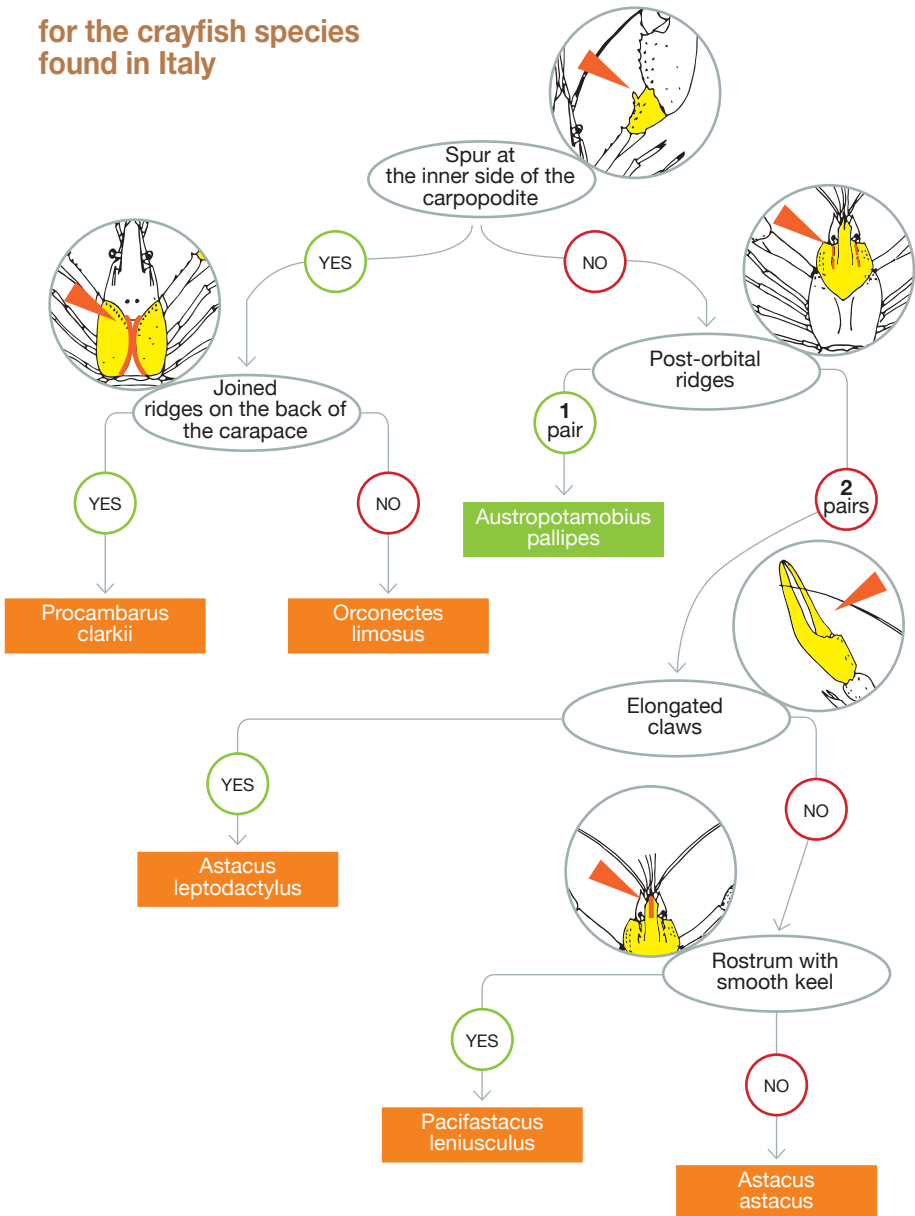 for the crayfish species
found in Italy
Spur at
the inner side of the
carpopodite
YES
NO
Joined
ridges on the back of
the carapace
Post-orbital
ridges
1
pair
2
pairs
YES
NO
Austropotamobius
pallipes
Procambarus
clarkii
Orconectes
limosus
Elongated
claws
YES
NO
Astacus
leptodactylus
Rostrum with
smooth keel
YES
NO
Pacifastacus
leniusculus
Astacus
astacus